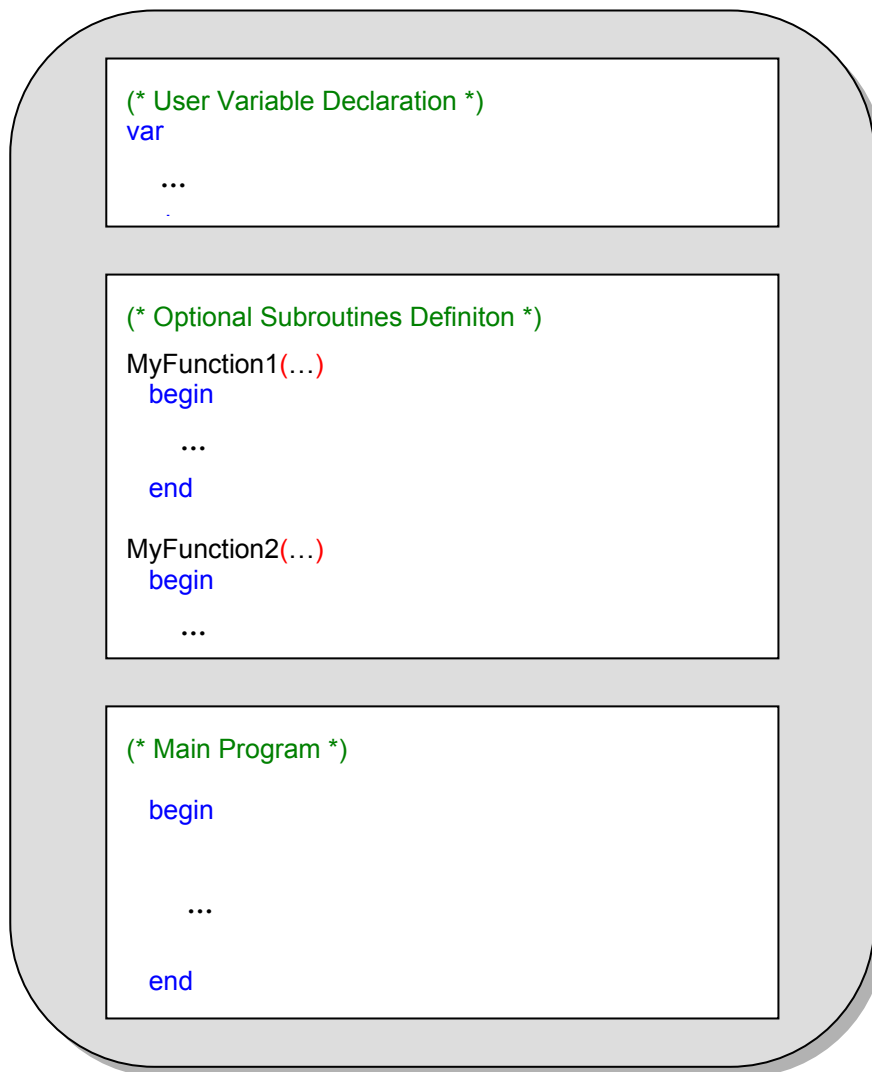 (* User Variable Declaration *)
var
...
(* Optional Subroutines Definiton *)
MyFunction1(…)
begin
...
end
MyFunction2(…)
begin
...
(* Main Program *)
begin
...
end